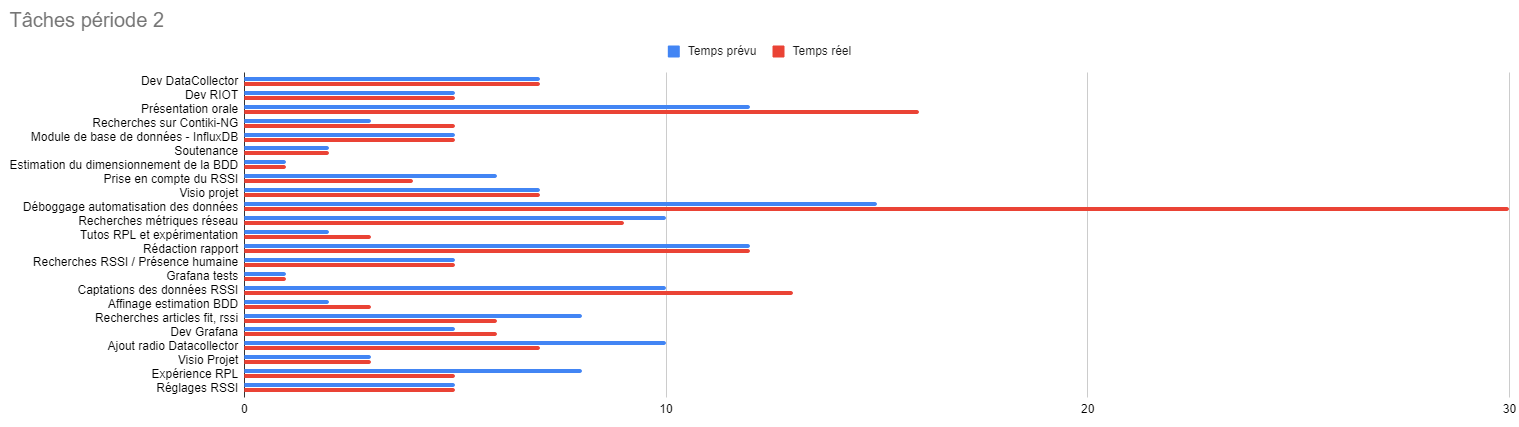 Tâches période 2
Temps prévu Temps réel
Dev DataCollector
Dev RIOT
Présentation orale
Recherches sur Contiki-NG
Module de base de données - InfluxDB
Soutenance
Estimation du dimensionnement de la BDD
Prise en compte du RSSI
Visio projet
Déboggage automatisation des données
Recherches métriques réseau
Tutos RPL et expérimentation
Rédaction rapport
Recherches RSSI / Présence humaine
Grafana tests
Captations des données RSSI
Affinage estimation BDD
Recherches articles fit, rssi
Dev Grafana
Ajout radio Datacollector
Visio Projet
Expérience RPL
Réglages RSSI
0 10 20 30